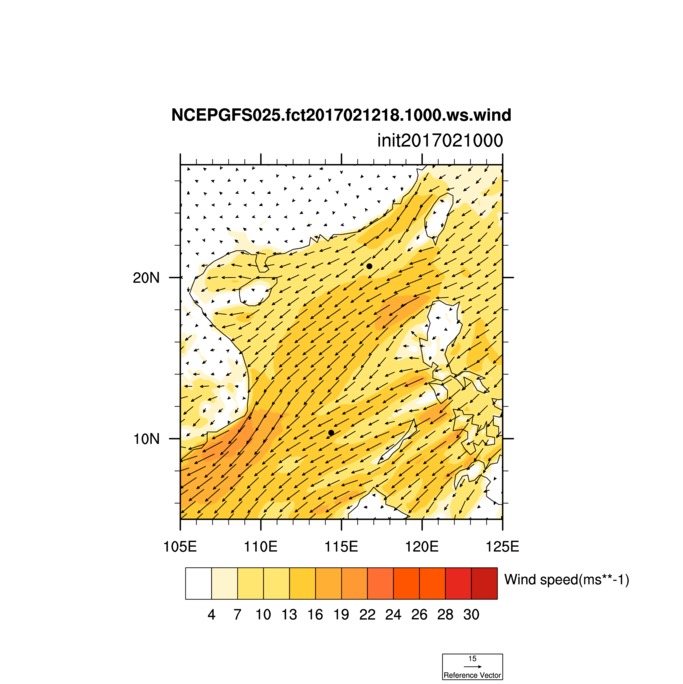 NCEPGFS025.fct2017021218.1000.ws.wind
init2017021000
20N
10N
105E 110E 115E 120E 125E
Wind speed(ms**-1)
4 7 10 13 16 19 22 24 26 28 30
15
Reference Vector